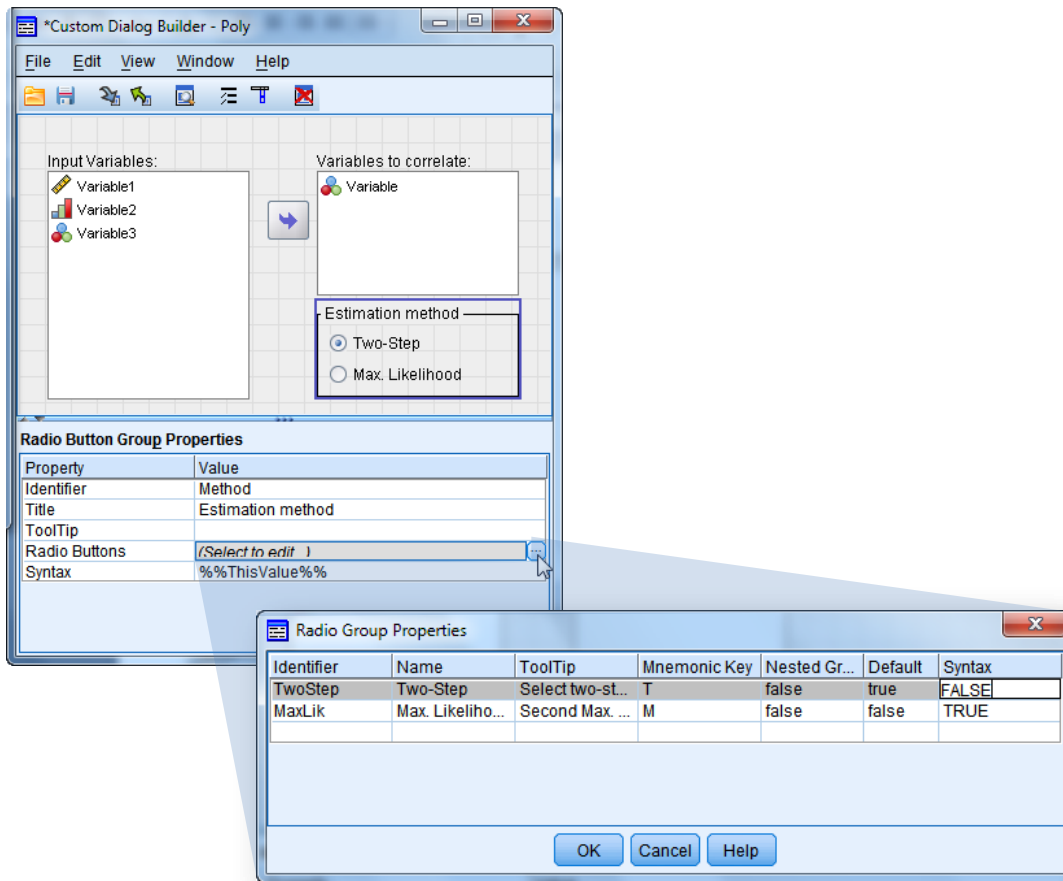 *Custom Dialog Builder - Poly
File Edit View Window Help
Input Variables: Variables to correlate:
Variable1 Variable
Variable2
Variable3
Estimation method
Two-Step
Max. Likelihood
Radio Button Group Properties
Property Value
Identifier Method
Title Estimation method
ToolTip
Radio Buttons (Select to edit...) ...
Syntax %%ThisValue%%
Radio Group Properties
Identifier Name ToolTip Mnemonic Key Nested Gr... Default Syntax
TwoStep Two-Step Select two-st... T false true FALSE
MaxLik Max. Likeliho... Second Max. ... M false false TRUE
OK Cancel Help